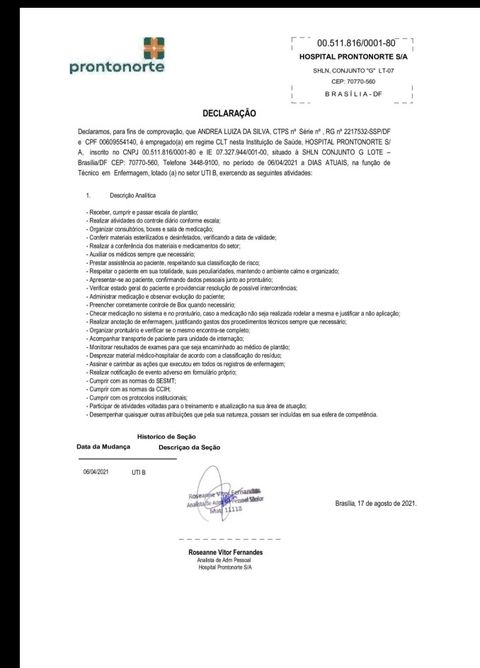 prontonorte
00.511.816/0001-80
HOSPITAL PRONTONORTE S/A
SHLN, CONJUNTO "G" LT-07
CEP: 70770-560
B R A S Í L I A - DF
DECLARAÇÃO
Declaramos, para fins de comprovação, que ANDREA LUIZA DA SILVA, CTPS nº Série nº , RG nº 2217532-SSP/DF
e CPF 00609554140, é empregado(a) em regime CLT nesta Instituição de Saúde, HOSPITAL PRONTONORTE S/
A, inscrito no CNPJ 00.511.816/0001-80 e IE 07.327.944/001-00, situado à SHLN CONJUNTO G LOTE –
Brasília/DF CEP: 70770-560, Telefone 3448-9100, no período de 06/04/2021 a DIAS ATUAIS, na função de
Técnico em Enfermagem, lotado (a) no setor UTI B, exercendo as seguintes atividades:
1. Descrição Analítica
- Receber, cumprir e passar escala de plantão;
- Realizar atividades do controle diário conforme escala;
- Organizar consultórios, boxes e sala de medicação;
- Conferir materiais esterilizados e desinfetados, verificando a data de validade;
- Realizar a conferência dos materiais e medicamentos do setor;
- Auxiliar os médicos sempre que necessário;
- Prestar assistência ao paciente, respeitando sua classificação de risco;
- Respeitar o paciente em sua totalidade, suas peculiaridades, mantendo o ambiente calmo e organizado;
- Apresentar-se ao paciente, confirmando dados pessoais junto ao prontuário;
- Verificar estado geral do paciente e providenciar resolução de possível intercorrências;
- Administrar medicação e observar evolução do paciente;
- Preencher corretamente controle de Box quando necessário;
- Checar medicação no sistema e no prontuário, caso a medicação não seja realizada rodelar a mesma e justificar a não aplicação;
- Realizar anotação de enfermagem, justificando gastos dos procedimentos técnicos sempre que necessário;
- Organizar prontuário e verificar se o mesmo encontra-se completo;
- Acompanhar transporte de paciente para unidade de internação;
- Monitorar resultados de exames para que seja encaminhado ao médico de plantão;
- Desprezar material médico-hospitalar de acordo com a classificação do resíduo;
- Assinar e carimbar as ações que executou em todos os registros de enfermagem;
- Realizar notificação de evento adverso em formulário próprio;
- Cumprir com as normas do SESMT;
- Cumprir com as normas da CCIH;
- Cumprir com os protocolos institucionais;
- Participar de atividades voltadas para o treinamento e atualização na sua área de atuação;
- Desempenhar quaisquer outras atribuições que pela sua natureza, possam ser incluídas em sua esfera de competência.
Historico de Seção
Data da Mudança Descriçao da Seção
06/04/2021 UTI B
Roseanne Vitor Fernandes
Analista de
Mat: 11113
Brasília, 17 de agosto de 2021.
Roseanne Vitor Fernandes
Analista de Adm Pessoal
Hospital Prontonorte S/A